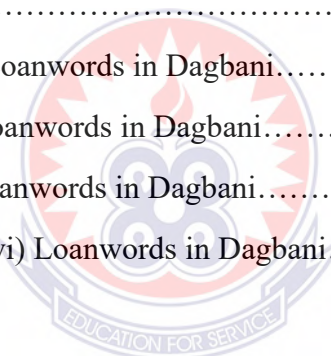 ………………………………
oanwords in Dagbani……
oanwords in Dagbani………
anwords in Dagbani………
vi) Loanwords in Dagbani.
EDUCATION FOR SERVICE